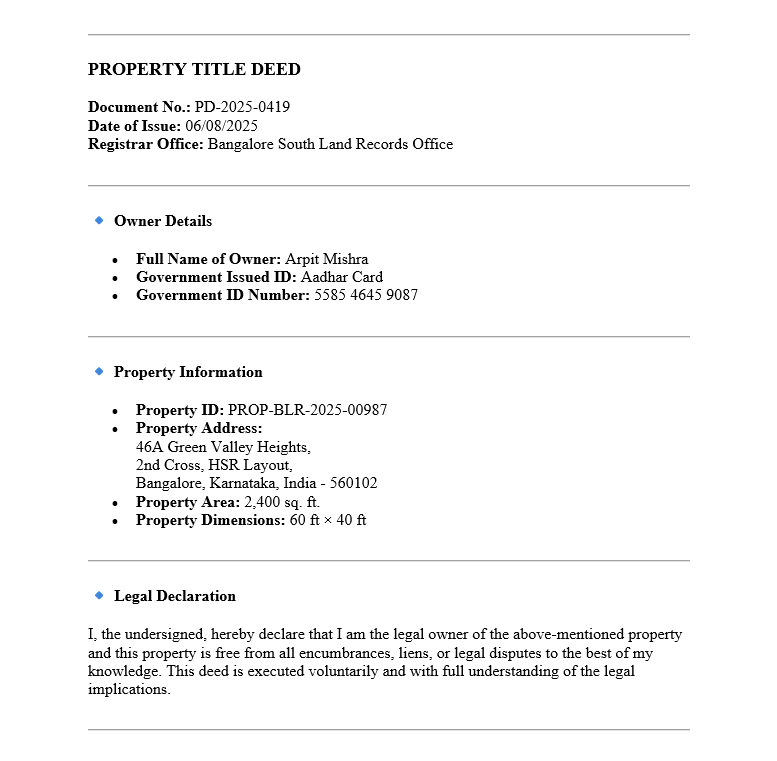 PROPERTY TITLE DEED
Document No.: PD-2025-0419
Date of Issue: 06/08/2025
Registrar Office: Bangalore South Land Records Office
Owner Details
Full Name of Owner: Arpit Mishra
Government Issued ID: Aadhar Card
Government ID Number: 5585 4645 9087
Property Information
Property ID: PROP-BLR-2025-00987
Property Address:
46A Green Valley Heights,
2nd Cross, HSR Layout,
Bangalore, Karnataka, India - 560102
Property Area: 2,400 sq. ft.
Property Dimensions: 60 ft × 40 ft
Legal Declaration
I, the undersigned, hereby declare that I am the legal owner of the above-mentioned property
and this property is free from all encumbrances, liens, or legal disputes to the best of my
knowledge. This deed is executed voluntarily and with full understanding of the legal
implications.